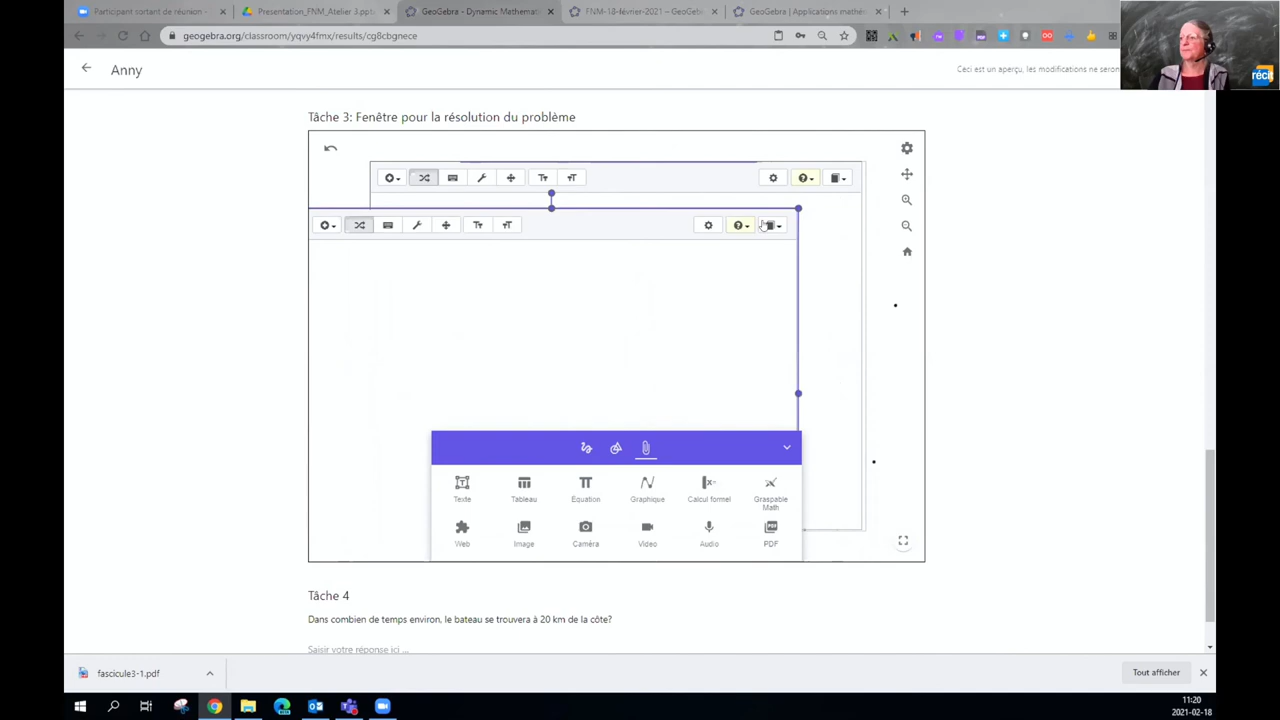 Participant sortant de réunion -
Presentation_FNM_Atelier 3.ppt
GeoGebra - Dynamic Mathemat
FNM-18-février-2021 – GeoGeb
GeoGebra | Applications mathé
geogebra.org/classroom/yqvy4fmx/results/cg8cbgnece
Anny
Ceci est un aperçu, les modifications ne seron
récit
Tâche 3: Fenêtre pour la résolution du problème
Texte
Tableau
Équation
Graphique
Calcul formel
Graspable
Math
Web
Image
Caméra
Video
Audio
PDF
Tâche 4
Dans combien de temps environ, le bateau se trouvera à 20 km de la côte?
Saisir votre réponse ici ...
fascicule3-1.pdf
Tout afficher
11:20
2021-02-18